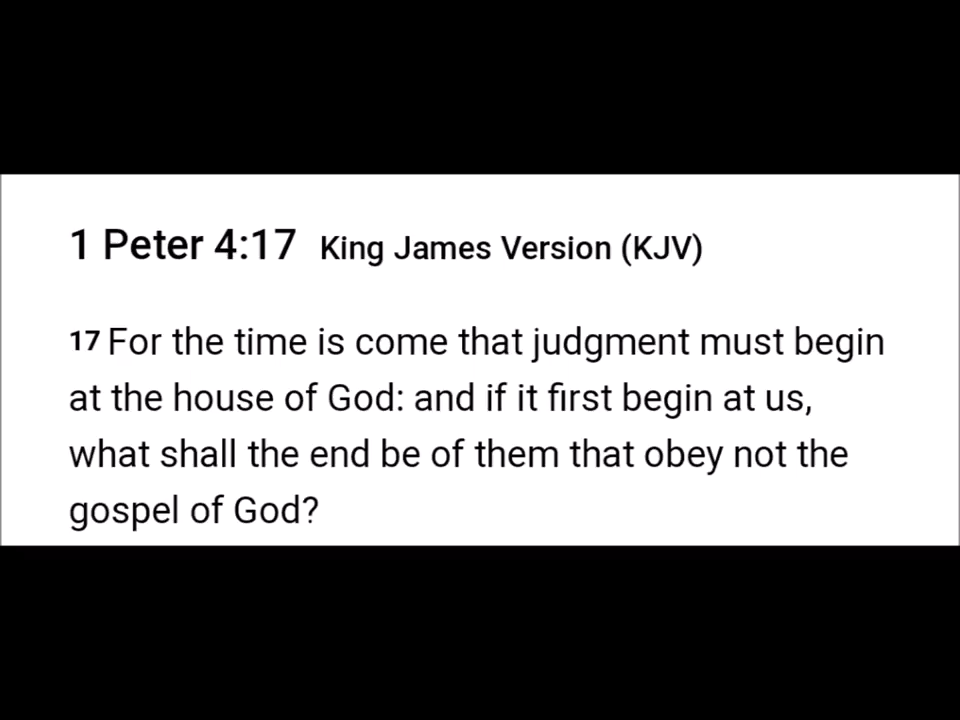 1 Peter 4:17 King James Version (KJV)
17 For the time is come that judgment must begin
at the house of God: and if it first begin at us,
what shall the end be of them that obey not the
gospel of God?